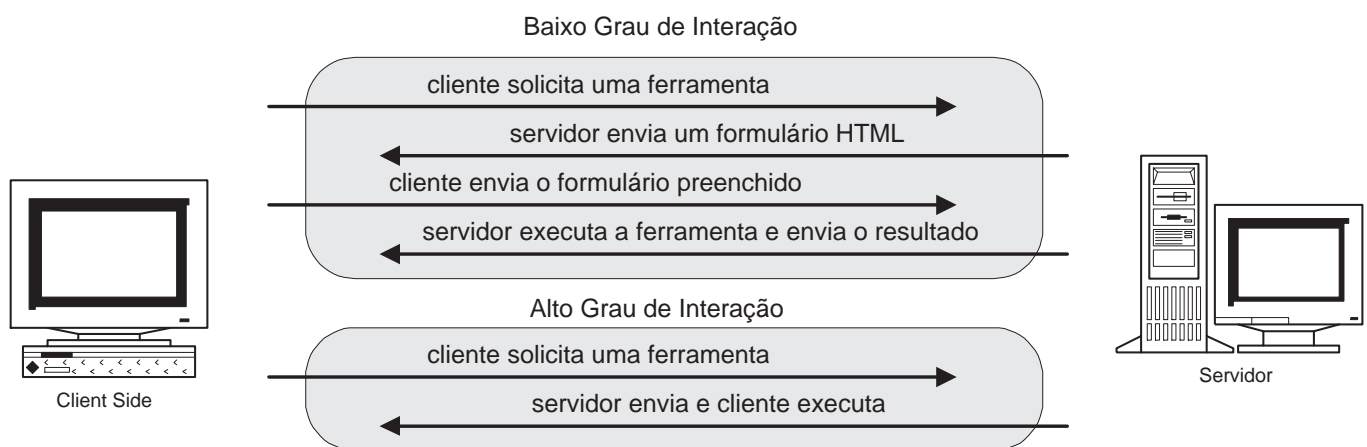 Baixo Grau de Interação
cliente solicita uma ferramenta
servidor envia um formulário HTML
cliente envia o formulário preenchido
servidor executa a ferramenta e envia o resultado
Alto Grau de Interação
cliente solicita uma ferramenta
servidor envia e cliente executa
Client Side
Servidor